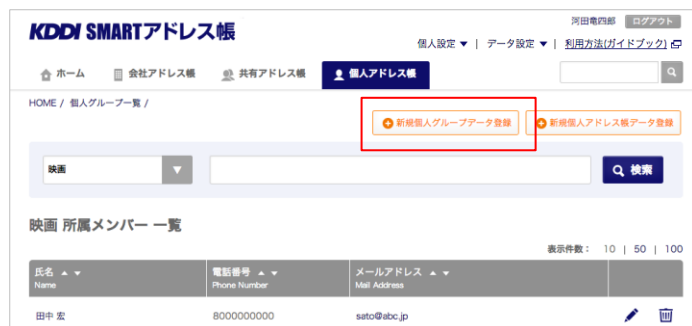 河田竜四郎 ログアウト
KDDI SMARTアドレス帳
個人設定 ▼ | データ設定 ▼ | 利用方法(ガイドブック)
ホーム 会社アドレス帳 共有アドレス帳 個人アドレス帳
HOME / 個人グループ一覧 /
新規個人グループデータ登録 新規個人アドレス帳データ登録
映画 ▼ 検索
映画 所属メンバー 一覧
表示件数： 10 | 50 | 100
氏名 ▲ ▼ 電話番号 ▲ ▼ メールアドレス ▲ ▼
Name Phone Number Mail Address
田中 宏 8000000000 sato@abc.jp